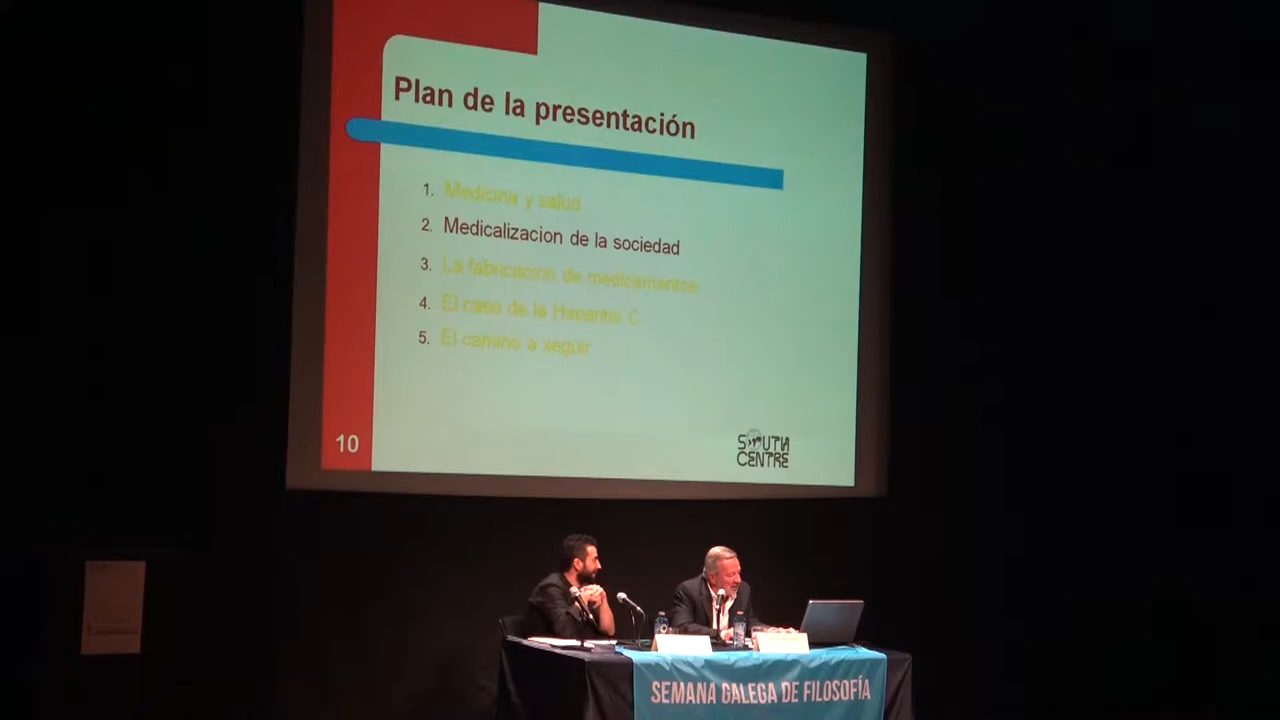 Plan de la presentación
1. Medicina y salud
2. Medicalizacion de la sociedad
3. La fabricacion de medicamentos
4. El caso de la Hepantis C
5. El camino a seguir
10
SOUTH
CENTRE
SEMANA GALEGA DE FILOSOFÍA